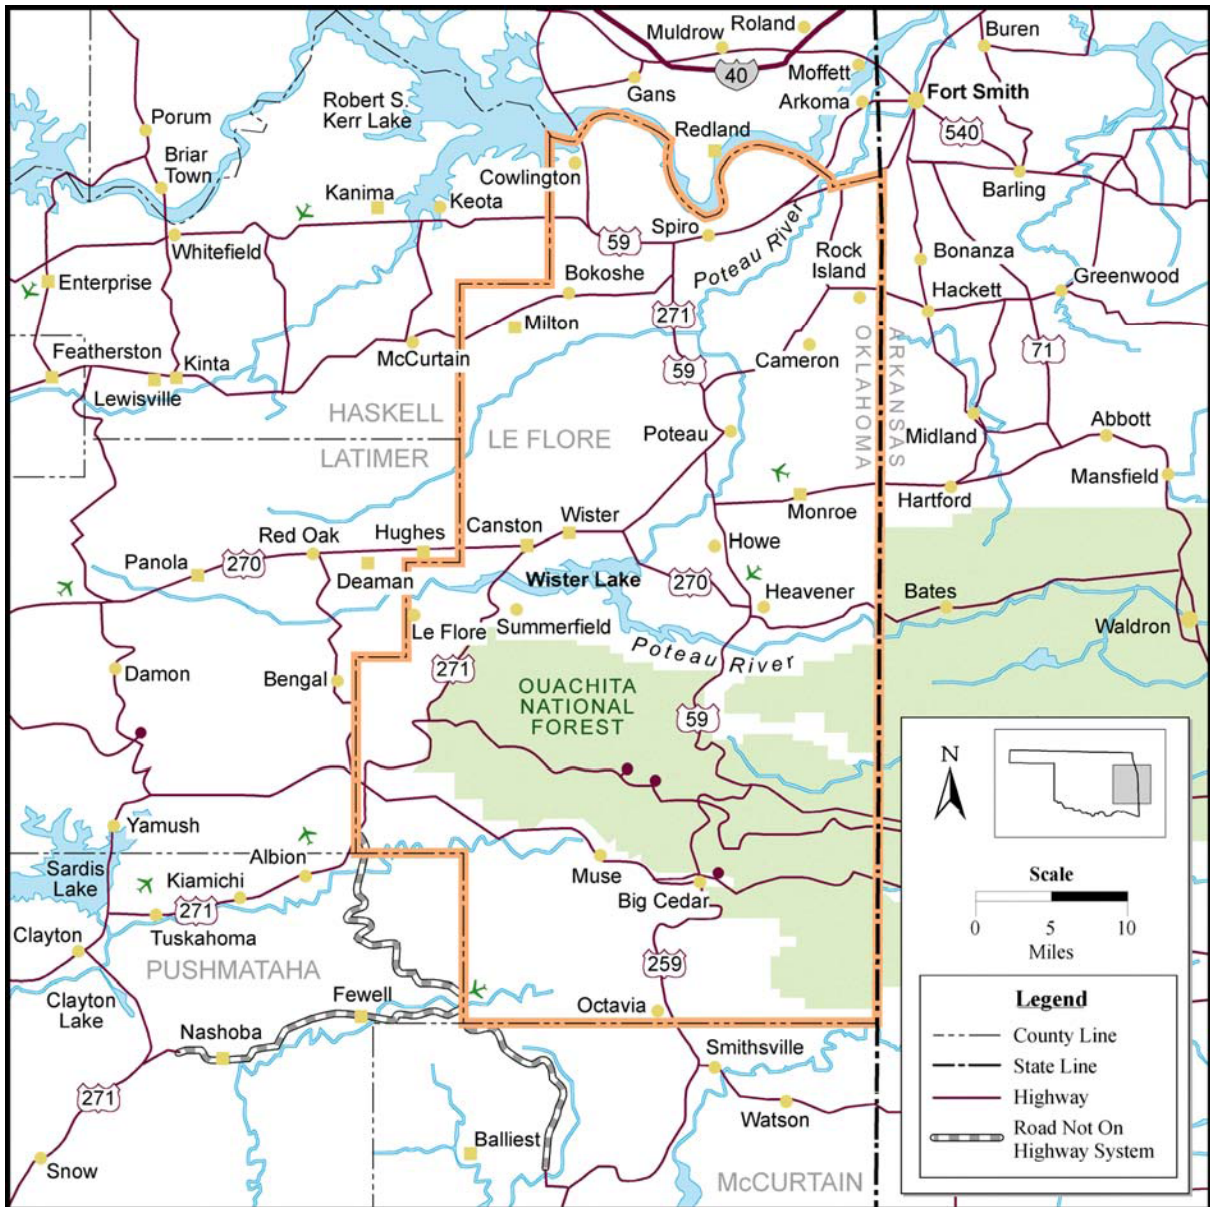 Muldrow
Roland
Buren
40
Moffett
Gans
Arkoma
Fort Smith
Robert S.
Kerr Lake
Porum
Redland
540
Briar
Town
Cowlington
Barling
Kanima
Keota
Whitefield
59
Spiro
Poteau River
Rock
Island
Bonanza
Enterprise
Bokoshe
Hackett
Greenwood
271
Milton
McCurtain
Cameron
71
Featherston
Kinta
59
Lewisville
OKLAHOMA
ARKANSAS
HASKELL
LE FLORE
Poteau
Midland
Abbott
LATIMER
Mansfield
Monroe
Hartford
Red Oak
Hughes
Canston
Wister
Panola
270
Deaman
Howe
Wister Lake
270
Heavener
Bates
Le Flore
Summerfield
Waldron
Poteau River
Damon
Bengal
271
OUACHITA
NATIONAL
FOREST
59
N
Yamush
Sardis
Lake
Albion
Kiamichi
Muse
Scale
271
Big Cedar
0
10
Miles
Tuskahoma
Clayton
PUSHMATAHA
259
Clayton
Lake
Fewell
Octavia
Legend
County Line
Nashoba
Smithsville
State Line
271
Highway
Watson
Road Not On
Highway System
Balliest
Snow
McCURTAIN